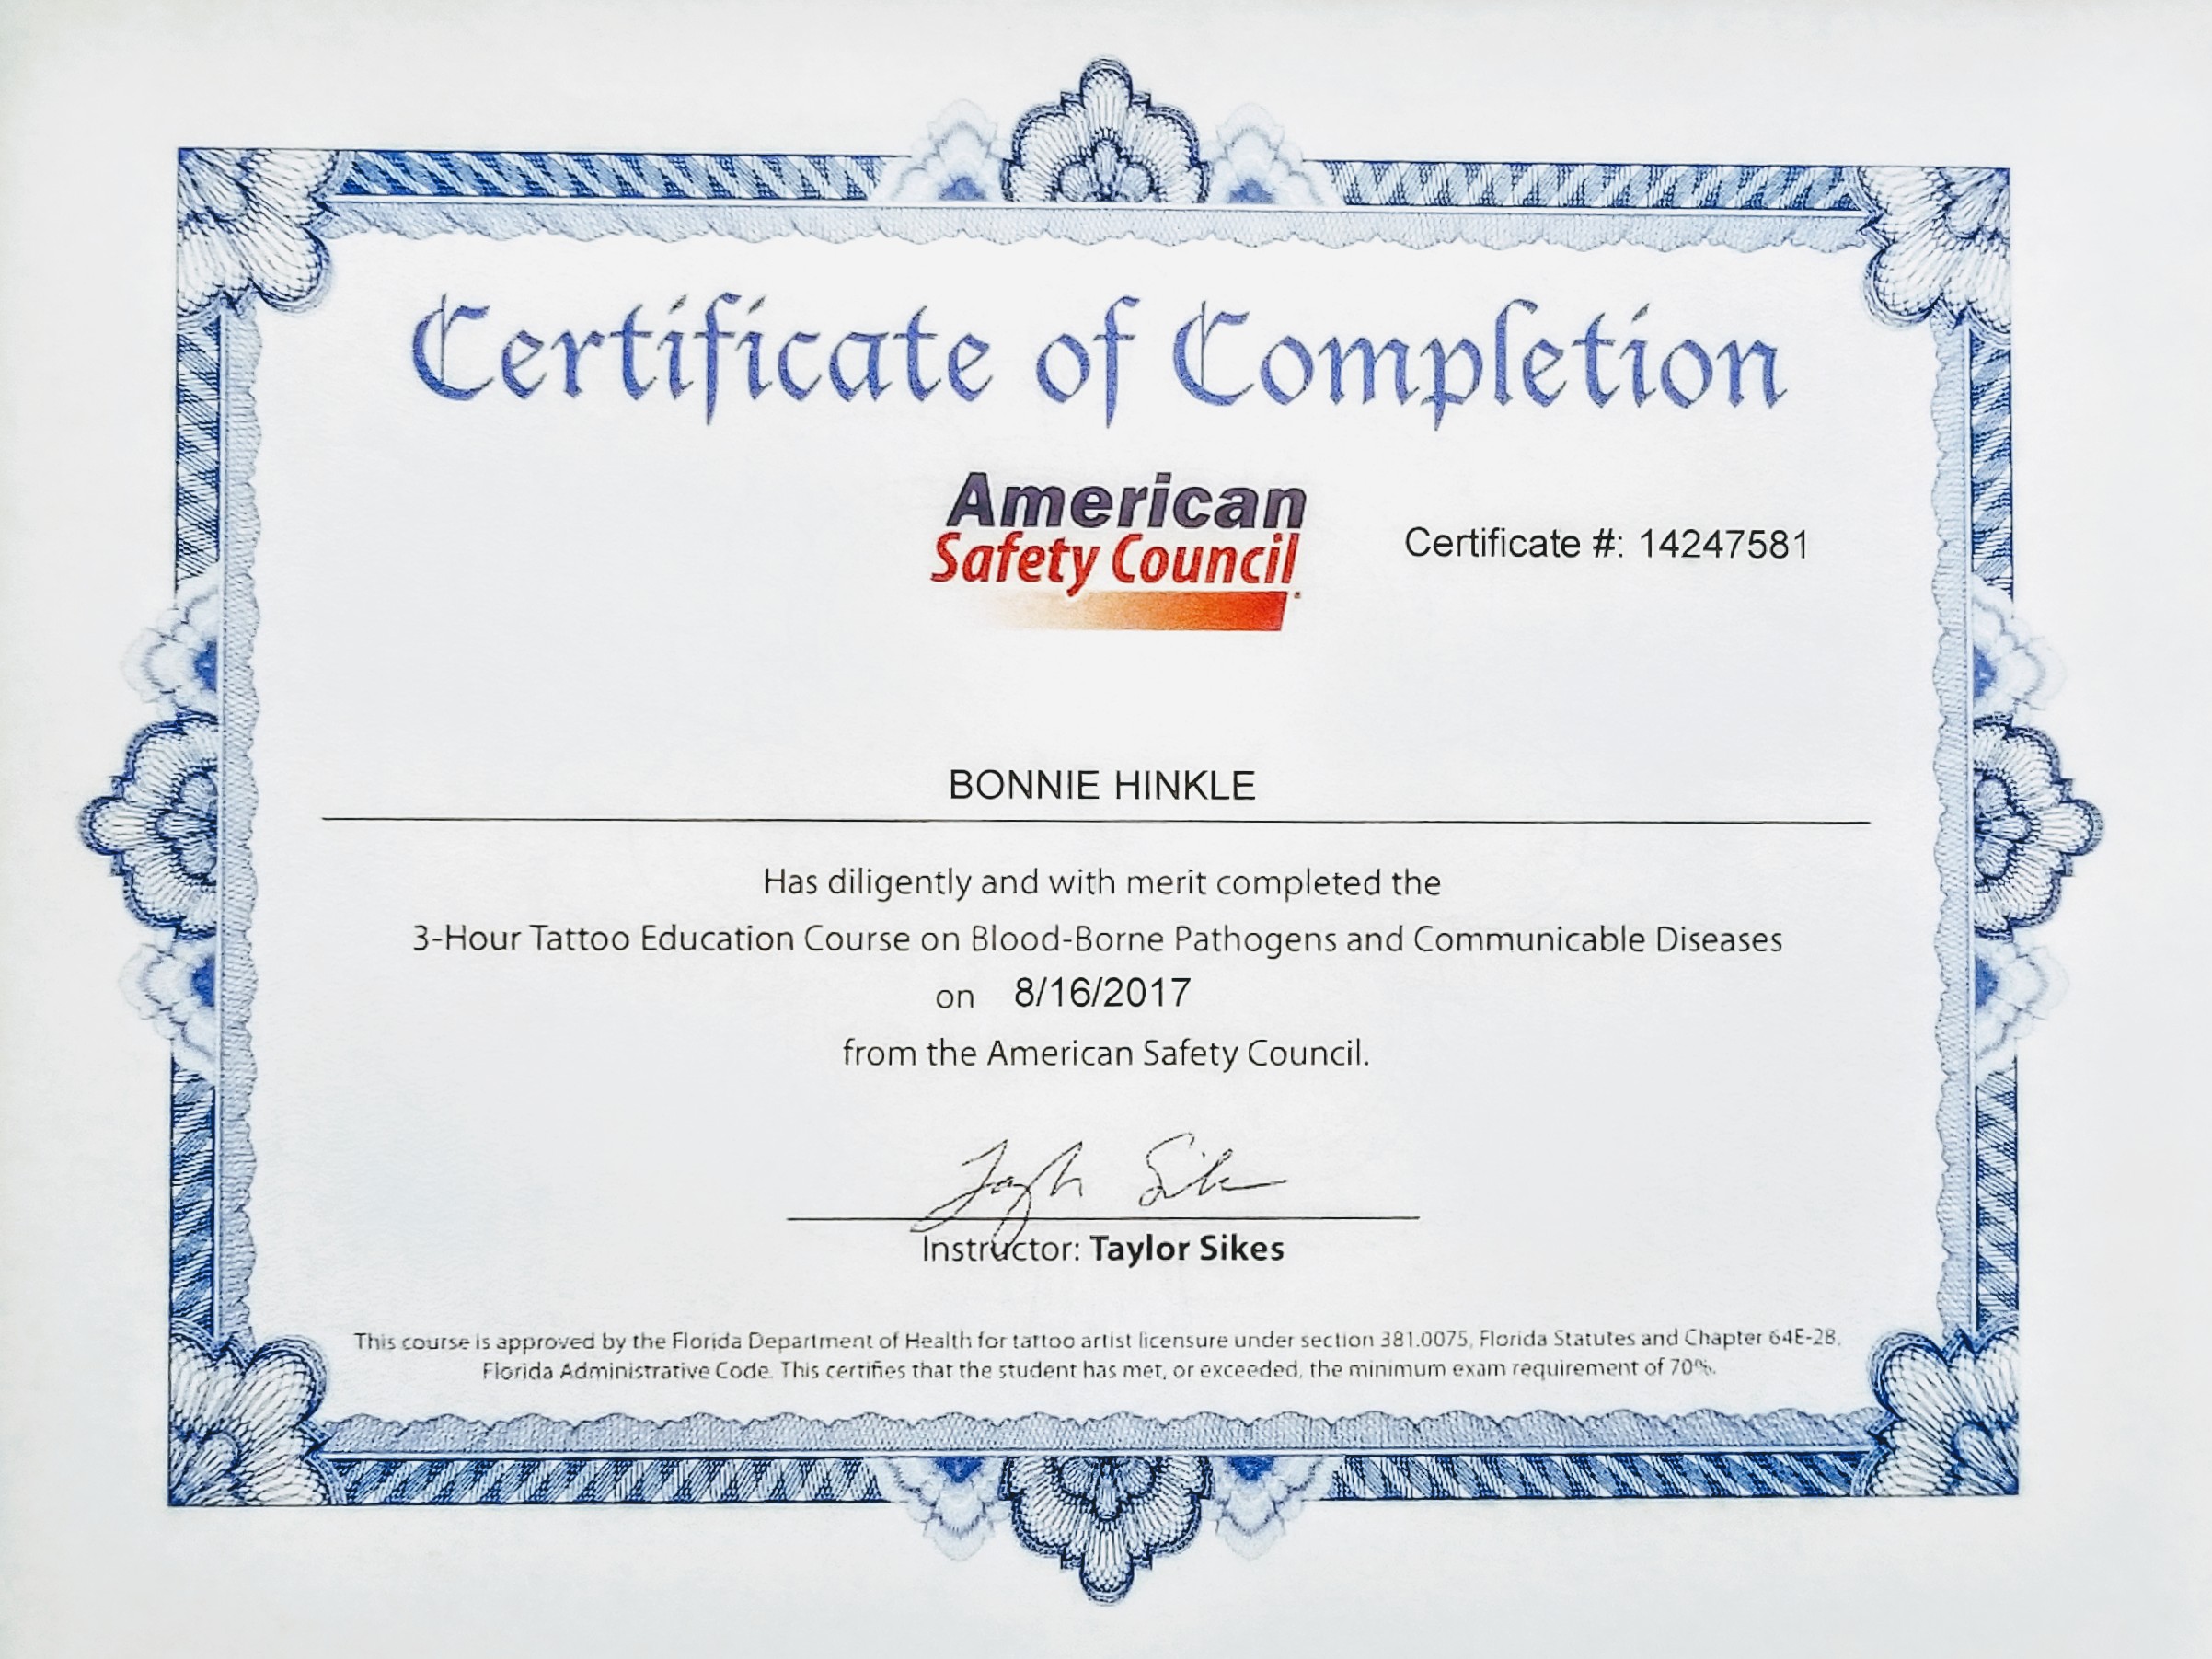 Certificate of Completion
American
Safety Council
Certificate #: 14247581
BONNIE HINKLE
Has diligently and with merit completed the
3-Hour Tattoo Education Course on Blood-Borne Pathogens and Communicable Diseases
on 8/16/2017
from the American Safety Council.
Taylor Sikes
Instructor: Taylor Sikes
This course is approved by the Florida Department of Health for tattoo artist licensure under section 381.0075, Florida Statutes and Chapter 64E-28,
Florida Administrative Code. This certifies that the student has met, or exceeded, the minimum exam requirement of 70%.